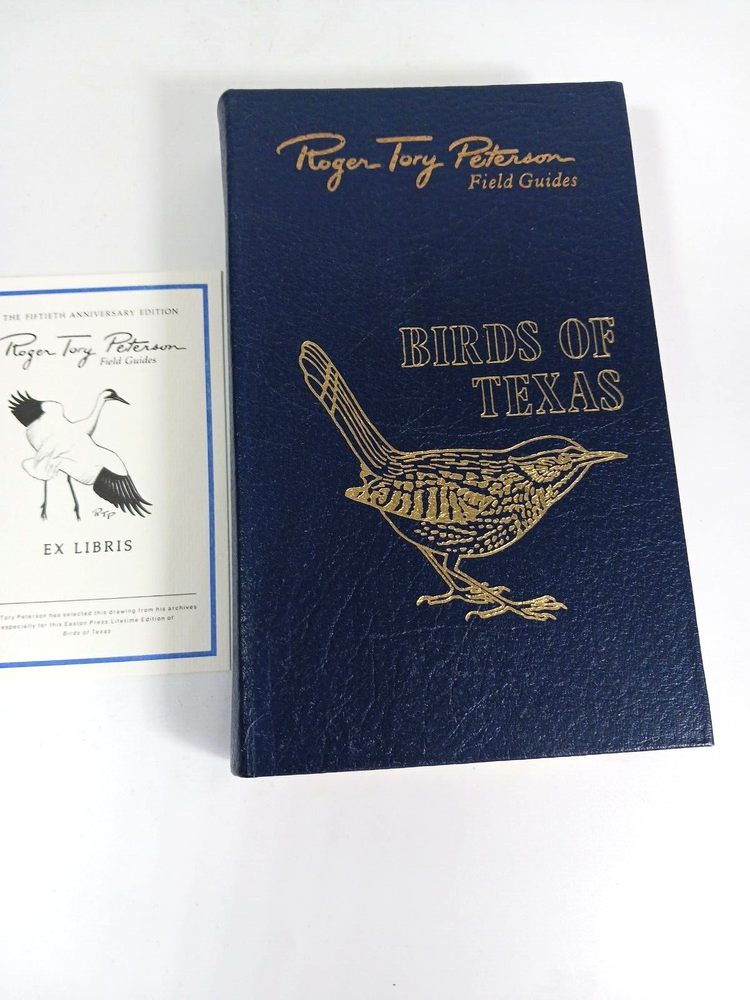 Roger Tory Peterson
Field Guides
BIRDS OF
TEXAS
THE FIFTIETH ANNIVERSARY EDITION
Roger Tory Peterson
Field Guides
RTP
EX LIBRIS
Tory Peterson has selected this drawing from his archives
especially for this Easton Press Lifetime Edition of
Birds of Texas